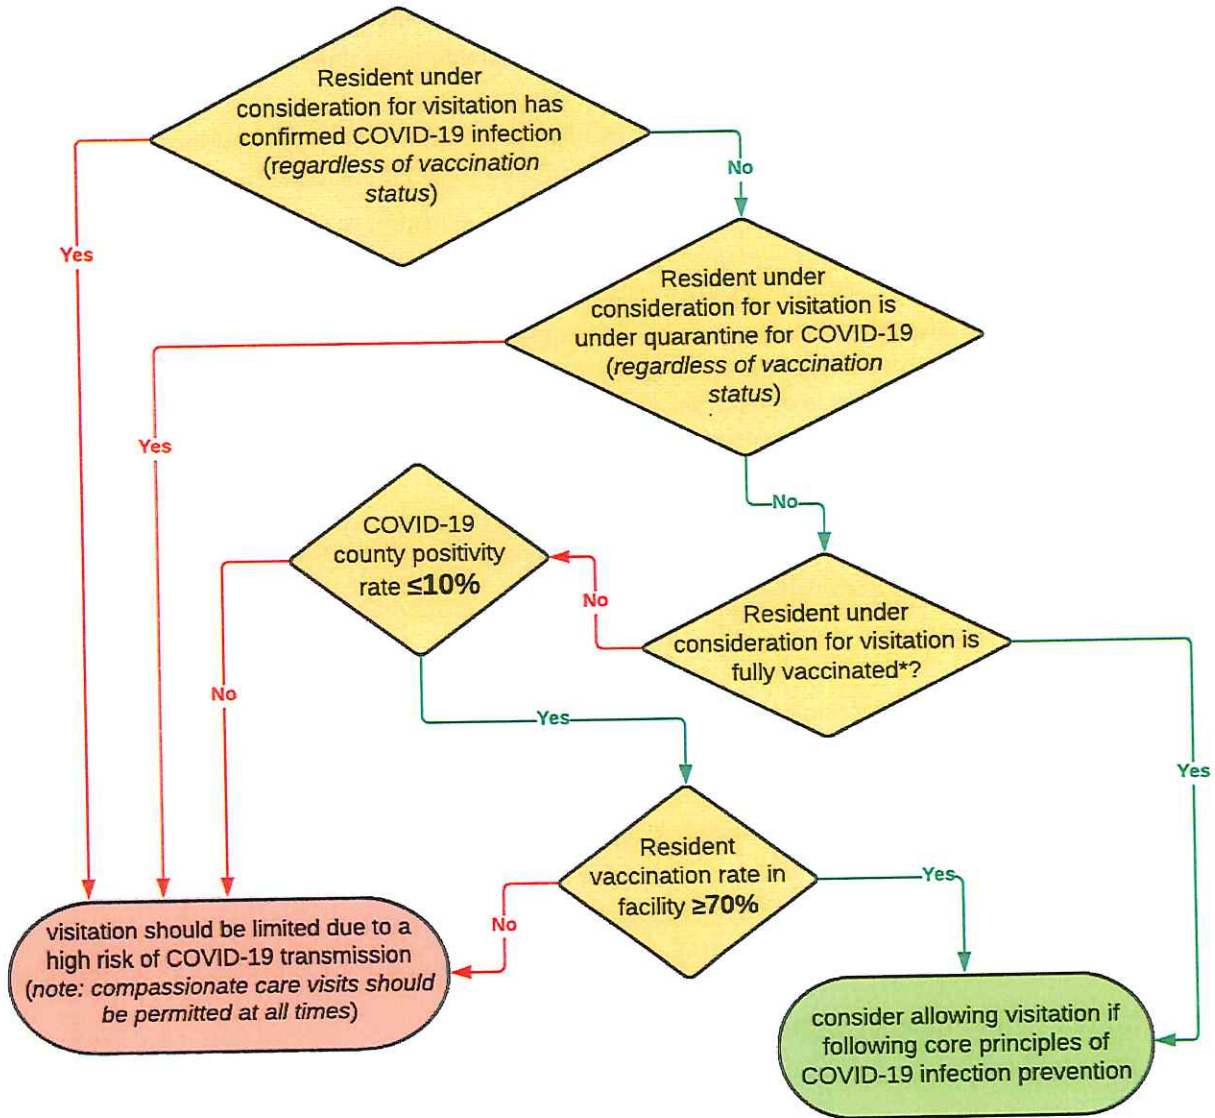 Resident under
consideration for visitation has
confirmed COVID-19 infection
(regardless of vaccination
status)
No
Yes
Resident under
consideration for visitation is
under quarantine for COVID-19
(regardless of vaccination
status)
Yes
No
COVID-19
county positivity
rate ≤10%
No
Resident under
consideration for visitation is
fully vaccinated*?
No
Yes
Yes
Resident
vaccination rate in
facility ≥70%
Yes
No
visitation should be limited due to a
high risk of COVID-19 transmission
(note: compassionate care visits should
be permitted at all times)
consider allowing visitation if
following core principles of
COVID-19 infection prevention